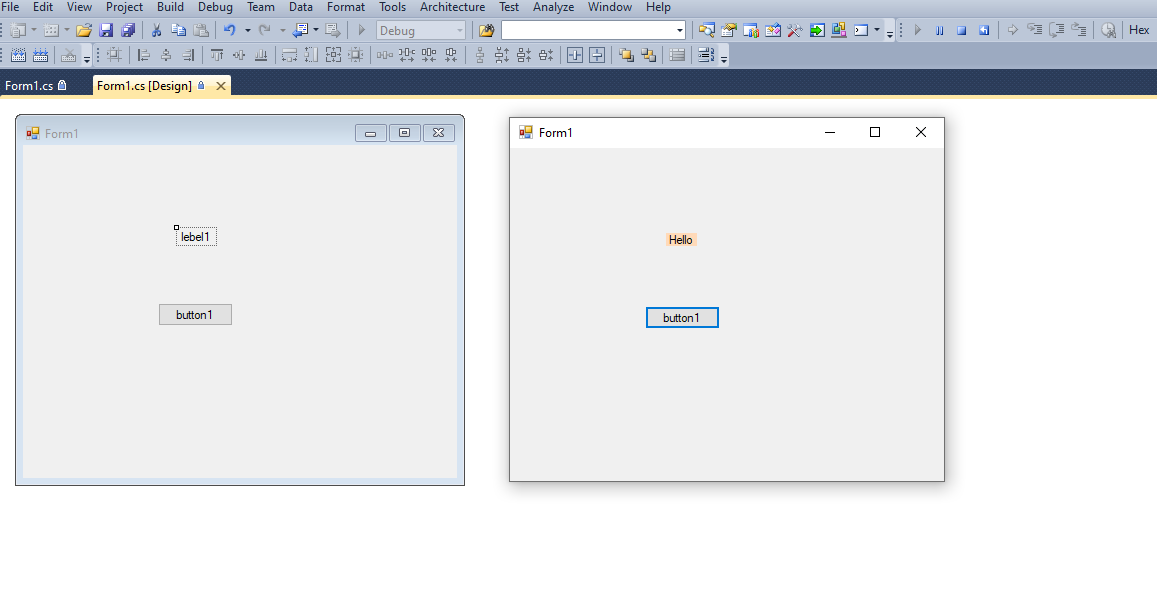 File Edit View Project Build Debug Team Data Format Tools Architecture Test Analyze Window Help
Debug Hex
Form1.cs Form1.cs [Design]
Form1
lebel1
button1
Form1
Hello
button1